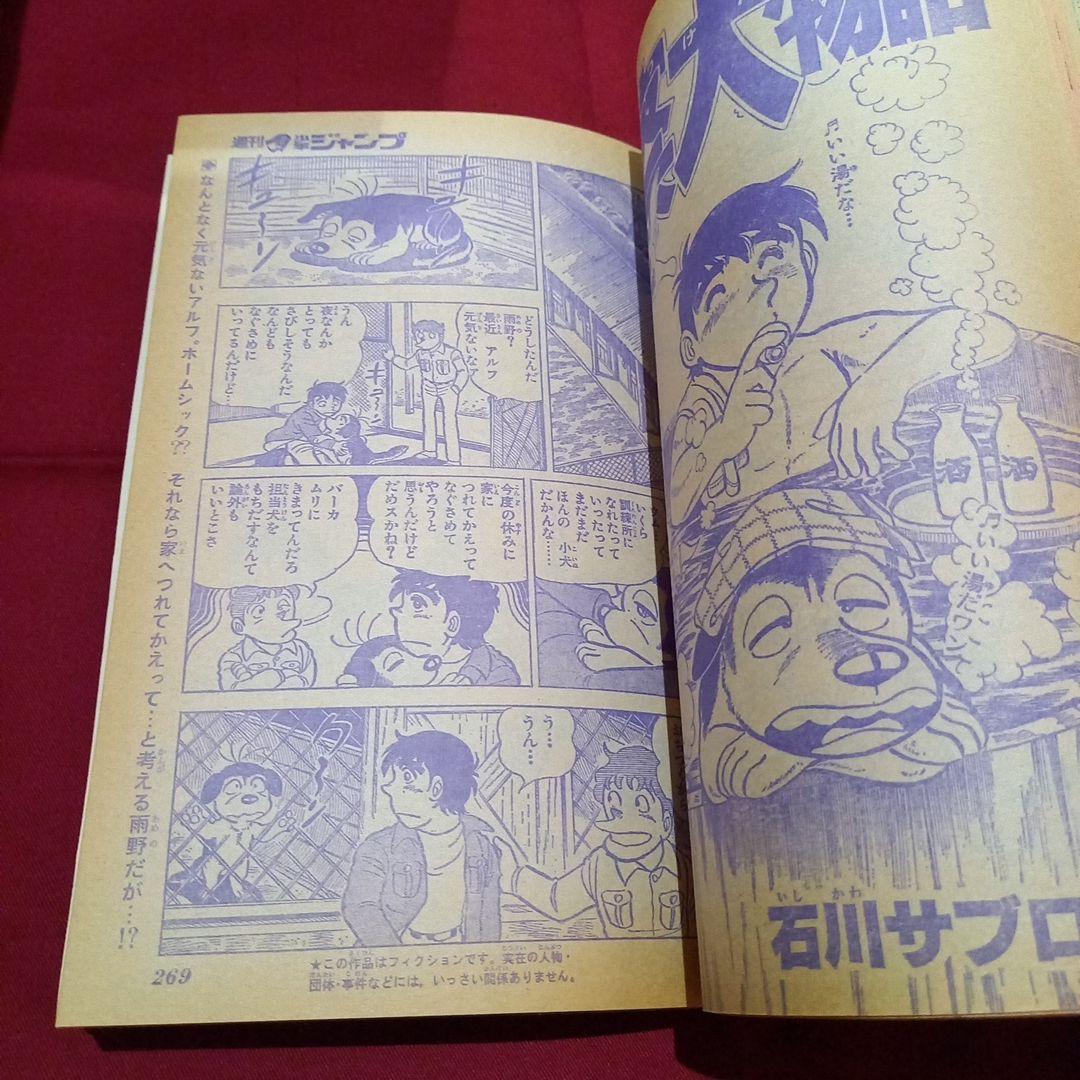 犬物語
け
♬いい湯だな…
♬いい湯だワン
石川サブロ
いし かわ
週刊少年ジャンプ
キュ〜リ
キ
どうしたんだ
雨野?
最近 アルフ
元気ないな?
うん
夜なんか
とっても
さびしそうなんだ
なんども
なぐさめに
いってるんだけど…
キュ〜
いくら
訓練所に
なれたって
いったって
まだまだ
ほんの 小犬
だかんな……
今度の休みに
家に
つれてかえって
なぐさめて
やろうと
思うんだけど
だめスかね?
バーカ
ムリに
きまってんだろ
担当犬を
もちだすなんて
論外も
いいとこさ
う…
うん…
なんとなく元気ないアルフ。ホームシック?? それなら家へつれてかえって…と考える雨野だが…!?
★この作品はフィクションです。実在の人物・
団体・事件などには,いっさい関係ありません。
269